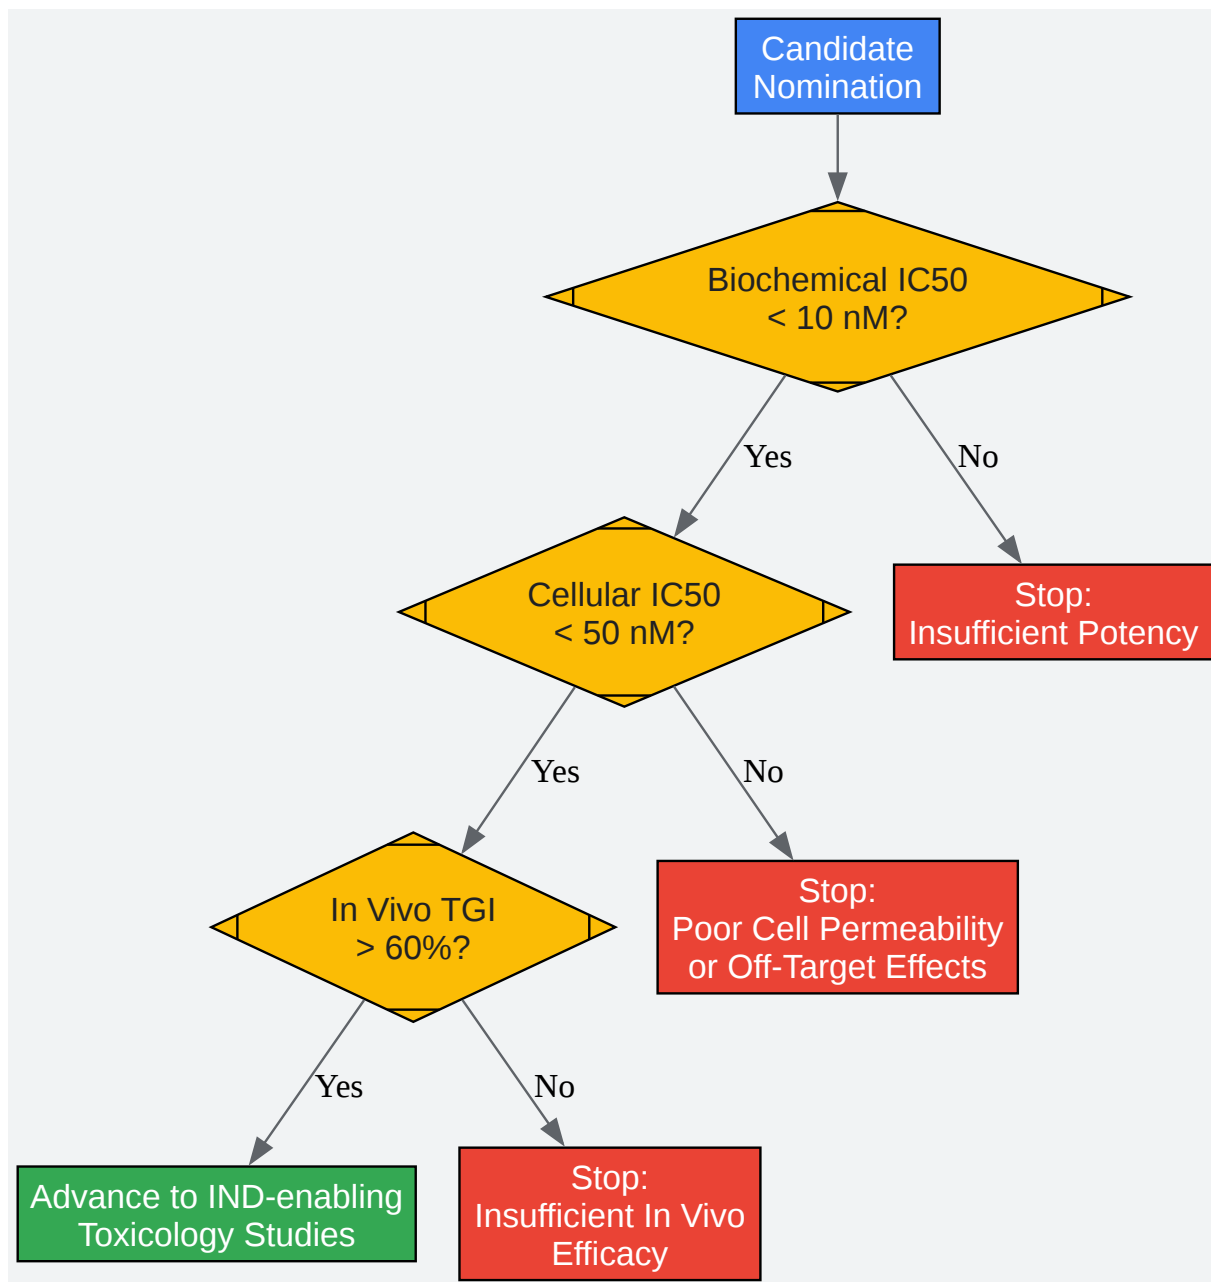 Candidate
Nomination
Biochemical IC50
< 10 nM?
Yes
No
Cellular IC50
< 50 nM?
Stop:
Insufficient Potency
Yes
No
In Vivo TGI
> 60%?
Stop:
Poor Cell Permeability
or Off-Target Effects
Yes
No
Advance to IND-enabling
Toxicology Studies
Stop:
Insufficient In Vivo
Efficacy